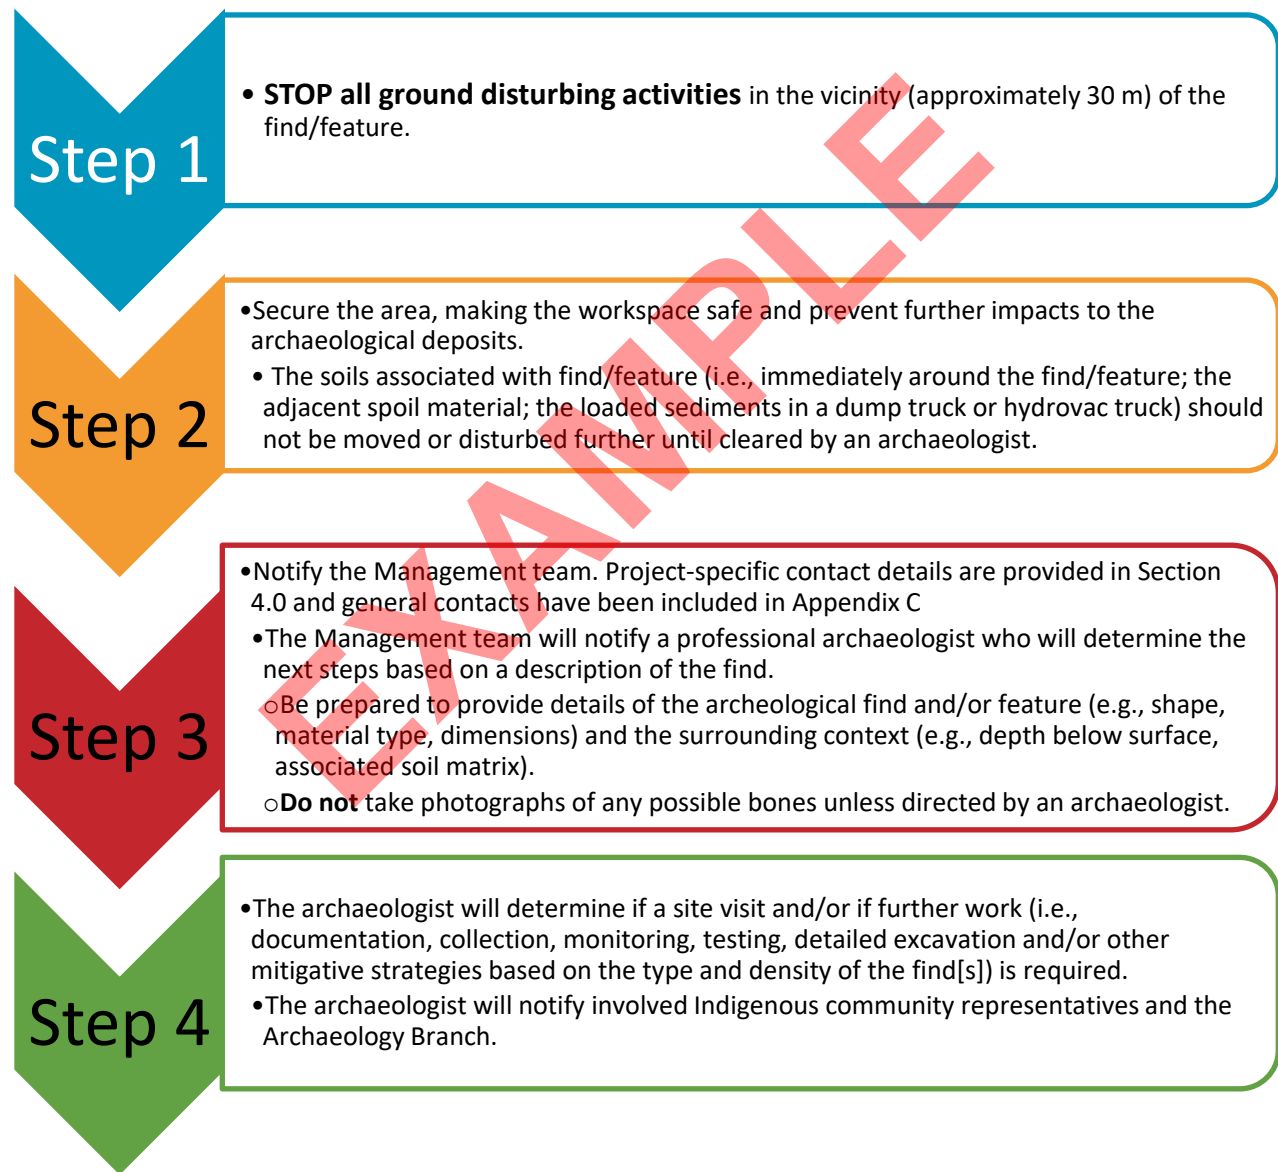 Step 1
• STOP all ground disturbing activities in the vicinity (approximately 30 m) of the
find/feature.
Step 2
•Secure the area, making the workspace safe and prevent further impacts to the
archaeological deposits.
• The soils associated with find/feature (i.e., immediately around the find/feature; the
adjacent spoil material; the loaded sediments in a dump truck or hydrovac truck) should
not be moved or disturbed further until cleared by an archaeologist.
Step 3
•Notify the Management team. Project-specific contact details are provided in Section
4.0 and general contacts have been included in Appendix C
•The Management team will notify a professional archaeologist who will determine the
next steps based on a description of the find.
oBe prepared to provide details of the archeological find and/or feature (e.g., shape,
material type, dimensions) and the surrounding context (e.g., depth below surface,
associated soil matrix).
oDo not take photographs of any possible bones unless directed by an archaeologist.
Step 4
•The archaeologist will determine if a site visit and/or if further work (i.e.,
documentation, collection, monitoring, testing, detailed excavation and/or other
mitigative strategies based on the type and density of the find[s]) is required.
•The archaeologist will notify involved Indigenous community representatives and the
Archaeology Branch.
EXAMPLE